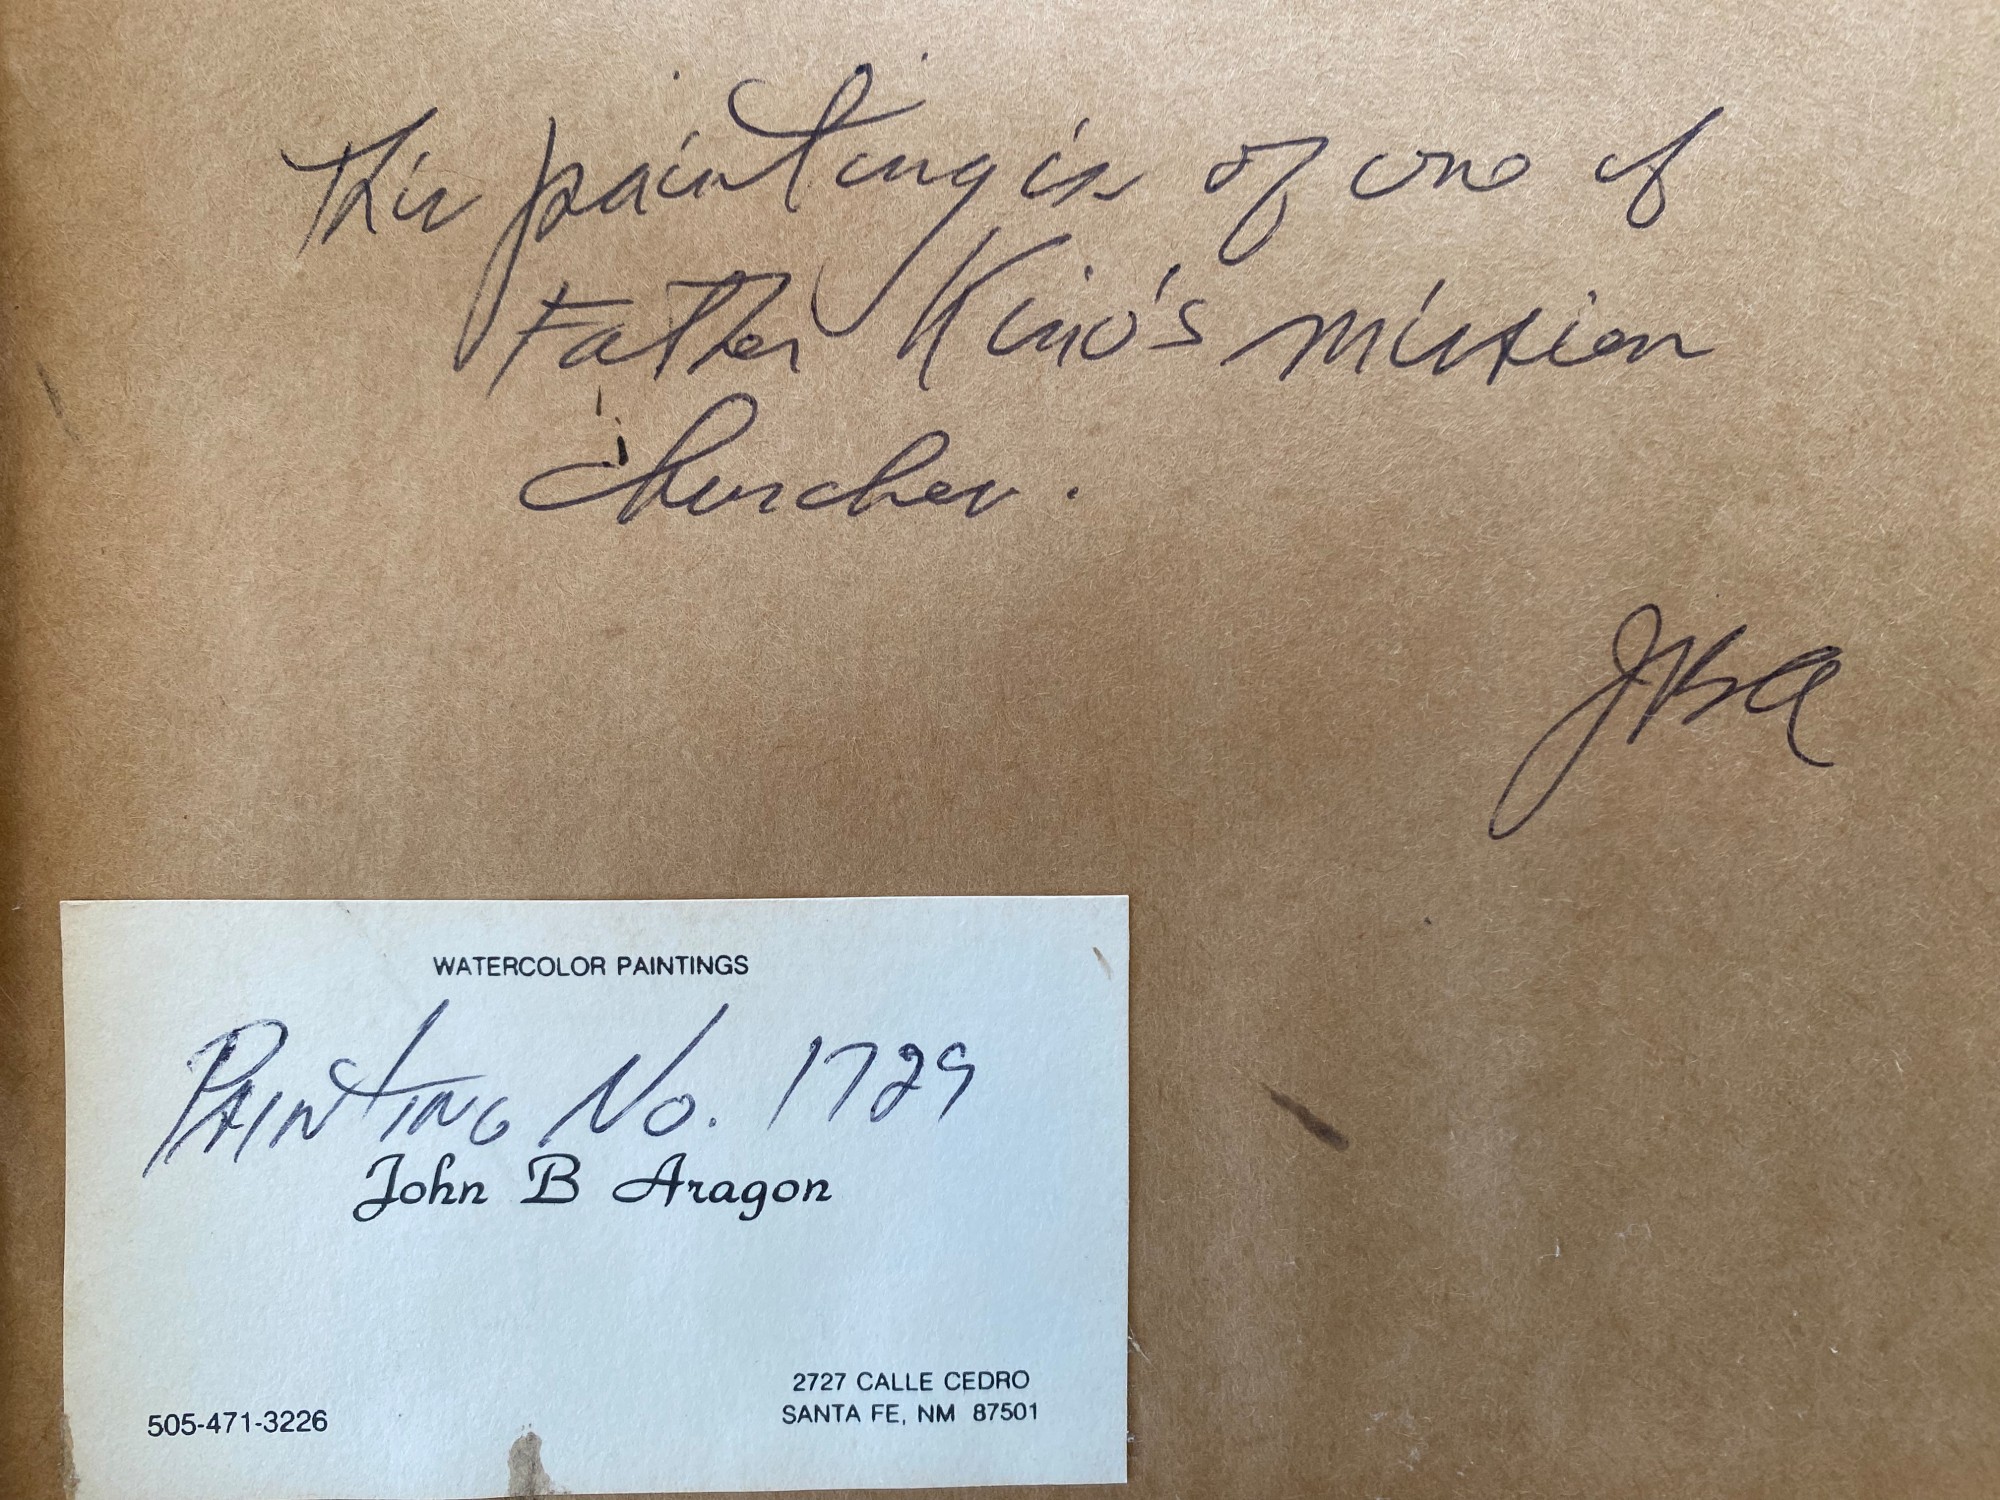 This painting is of one of
Father Kino's mission
churches.
JBA
WATERCOLOR PAINTINGS
PAINTING No. 1729
John B Aragon
505-471-3226
2727 CALLE CEDRO
SANTA FE, NM 87501